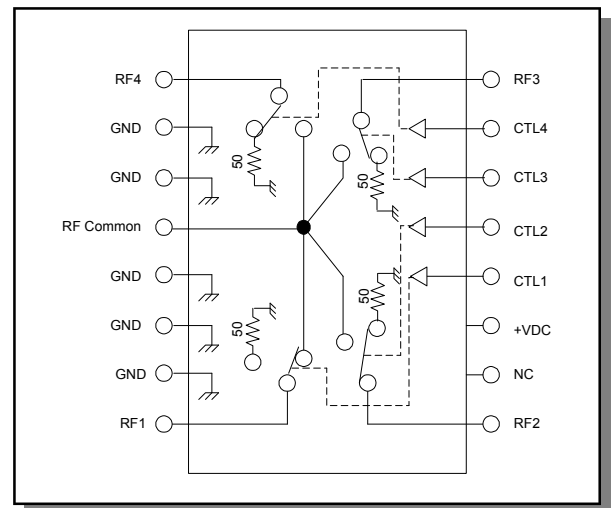 RF4
GND
GND
RF Common
GND
GND
GND
RF1
50
50
50
50
RF3
CTL4
CTL3
CTL2
CTL1
+VDC
NC
RF2